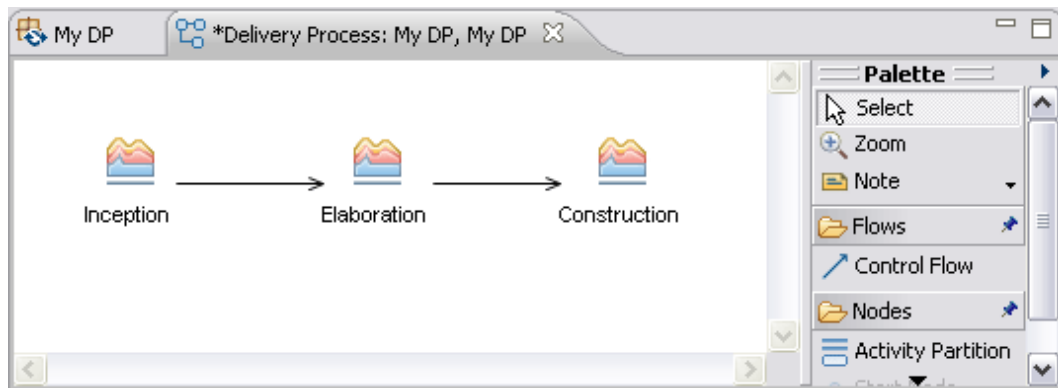 My DP
*Delivery Process: My DP, My DP
Inception
Elaboration
Construction
Palette
Select
Zoom
Note
Flows
Control Flow
Nodes
Activity Partition